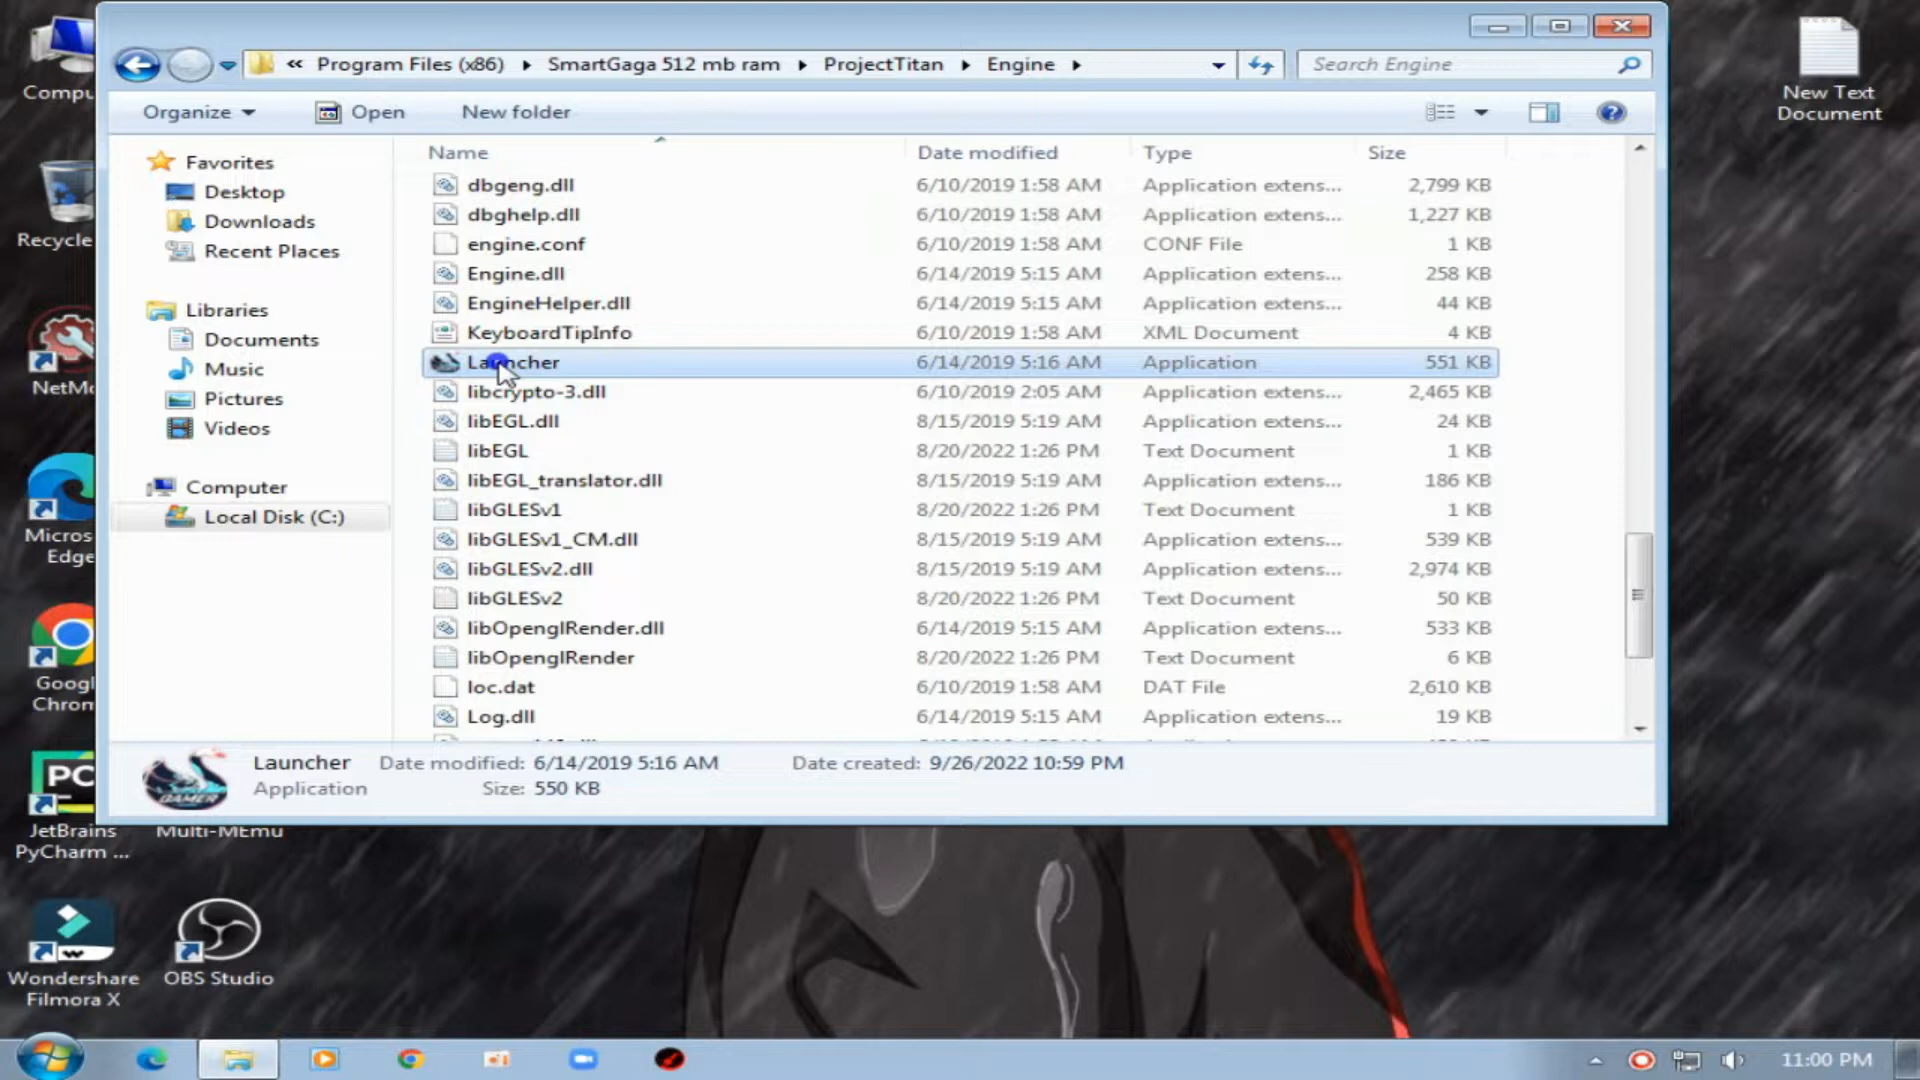 « Program Files (x86) ▸ SmartGaga 512 mb ram ▸ ProjectTitan ▸ Engine ▸
Search Engine
Organize
Open
New folder
Name
Date modified
Type
Size
Favorites
Desktop
Downloads
Recent Places
Libraries
Documents
Music
Pictures
Videos
Computer
Local Disk (C:)
dbgeng.dll 6/10/2019 1:58 AM Application extens... 2,799 KB
dbghelp.dll 6/10/2019 1:58 AM Application extens... 1,227 KB
engine.conf 6/10/2019 1:58 AM CONF File 1 KB
Engine.dll 6/14/2019 5:15 AM Application extens... 258 KB
EngineHelper.dll 6/14/2019 5:15 AM Application extens... 44 KB
KeyboardTipInfo 6/10/2019 1:58 AM XML Document 4 KB
Launcher 6/14/2019 5:16 AM Application 551 KB
libcrypto-3.dll 6/10/2019 2:05 AM Application extens... 2,465 KB
libEGL.dll 8/15/2019 5:19 AM Application extens... 24 KB
libEGL 8/20/2022 1:26 PM Text Document 1 KB
libEGL_translator.dll 8/15/2019 5:19 AM Application extens... 186 KB
libGLESv1 8/20/2022 1:26 PM Text Document 1 KB
libGLESv1_CM.dll 8/15/2019 5:19 AM Application extens... 539 KB
libGLESv2.dll 8/15/2019 5:19 AM Application extens... 2,974 KB
libGLESv2 8/20/2022 1:26 PM Text Document 50 KB
libOpenglRender.dll 6/14/2019 5:15 AM Application extens... 533 KB
libOpenglRender 8/20/2022 1:26 PM Text Document 6 KB
loc.dat 6/10/2019 1:58 AM DAT File 2,610 KB
Log.dll 6/14/2019 5:15 AM Application extens... 19 KB
Launcher Date modified: 6/14/2019 5:16 AM Date created: 9/26/2022 10:59 PM
Application Size: 550 KB
GAMER
Compu
Recycle
NetMo
Micros
Edge
Googl
Chrom
PC
JetBrains
PyCharm ...
Multi-MEmu
Wondershare
Filmora X
OBS Studio
New Text
Document
11:00 PM